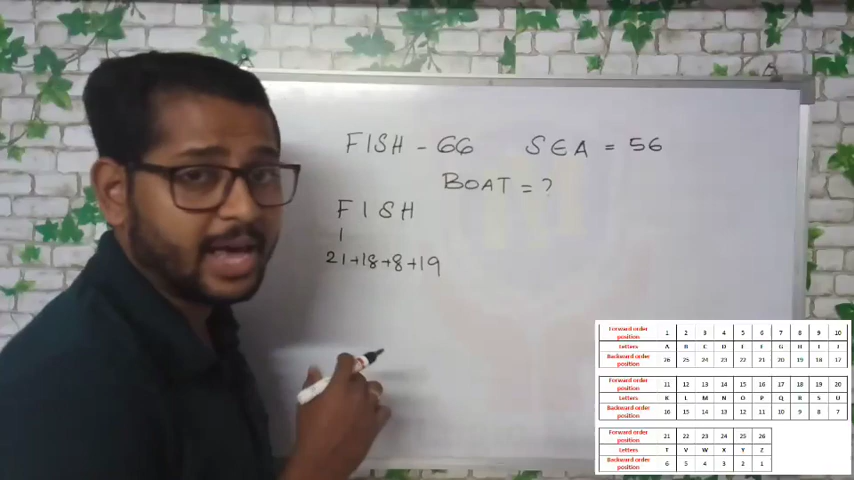 FISH - 66 SEA = 56
BOAT = ?
FISH
21+18+8+19
Forward order position 1 2 3 4 5 6 7 8 9 10
Letters A B C D E F G H I J
Backward order position 26 25 24 23 22 21 20 19 18 17
Forward order position 11 12 13 14 15 16 17 18 19 20
Letters K L M N O P Q R S U
Backward order position 16 15 14 13 12 11 10 9 8 7
Forward order position 21 22 23 24 25 26
Letters T V W X Y Z
Backward order position 6 5 4 3 2 1